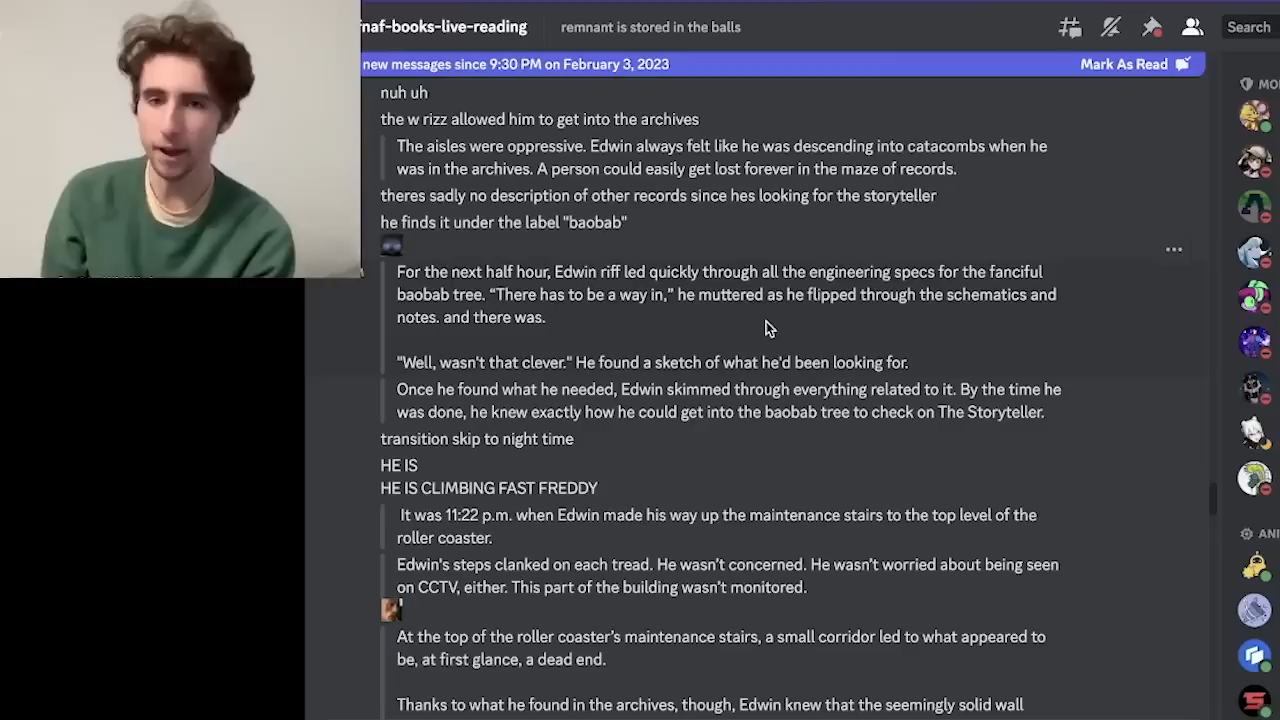 fnaf-books-live-reading
remnant is stored in the balls
Search
new messages since 9:30 PM on February 3, 2023
Mark As Read
nuh uh
the w rizz allowed him to get into the archives
The aisles were oppressive. Edwin always felt like he was descending into catacombs when he
was in the archives. A person could easily get lost forever in the maze of records.
theres sadly no description of other records since hes looking for the storyteller
he finds it under the label "baobab"
For the next half hour, Edwin riff led quickly through all the engineering specs for the fanciful
baobab tree. “There has to be a way in,” he muttered as he flipped through the schematics and
notes. and there was.
"Well, wasn't that clever." He found a sketch of what he'd been looking for.
Once he found what he needed, Edwin skimmed through everything related to it. By the time he
was done, he knew exactly how he could get into the baobab tree to check on The Storyteller.
transition skip to night time
HE IS
HE IS CLIMBING FAST FREDDY
It was 11:22 p.m. when Edwin made his way up the maintenance stairs to the top level of the
roller coaster.
Edwin's steps clanked on each tread. He wasn’t concerned. He wasn’t worried about being seen
on CCTV, either. This part of the building wasn’t monitored.
At the top of the roller coaster’s maintenance stairs, a small corridor led to what appeared to
be, at first glance, a dead end.
Thanks to what he found in the archives, though, Edwin knew that the seemingly solid wall
MO
ANI